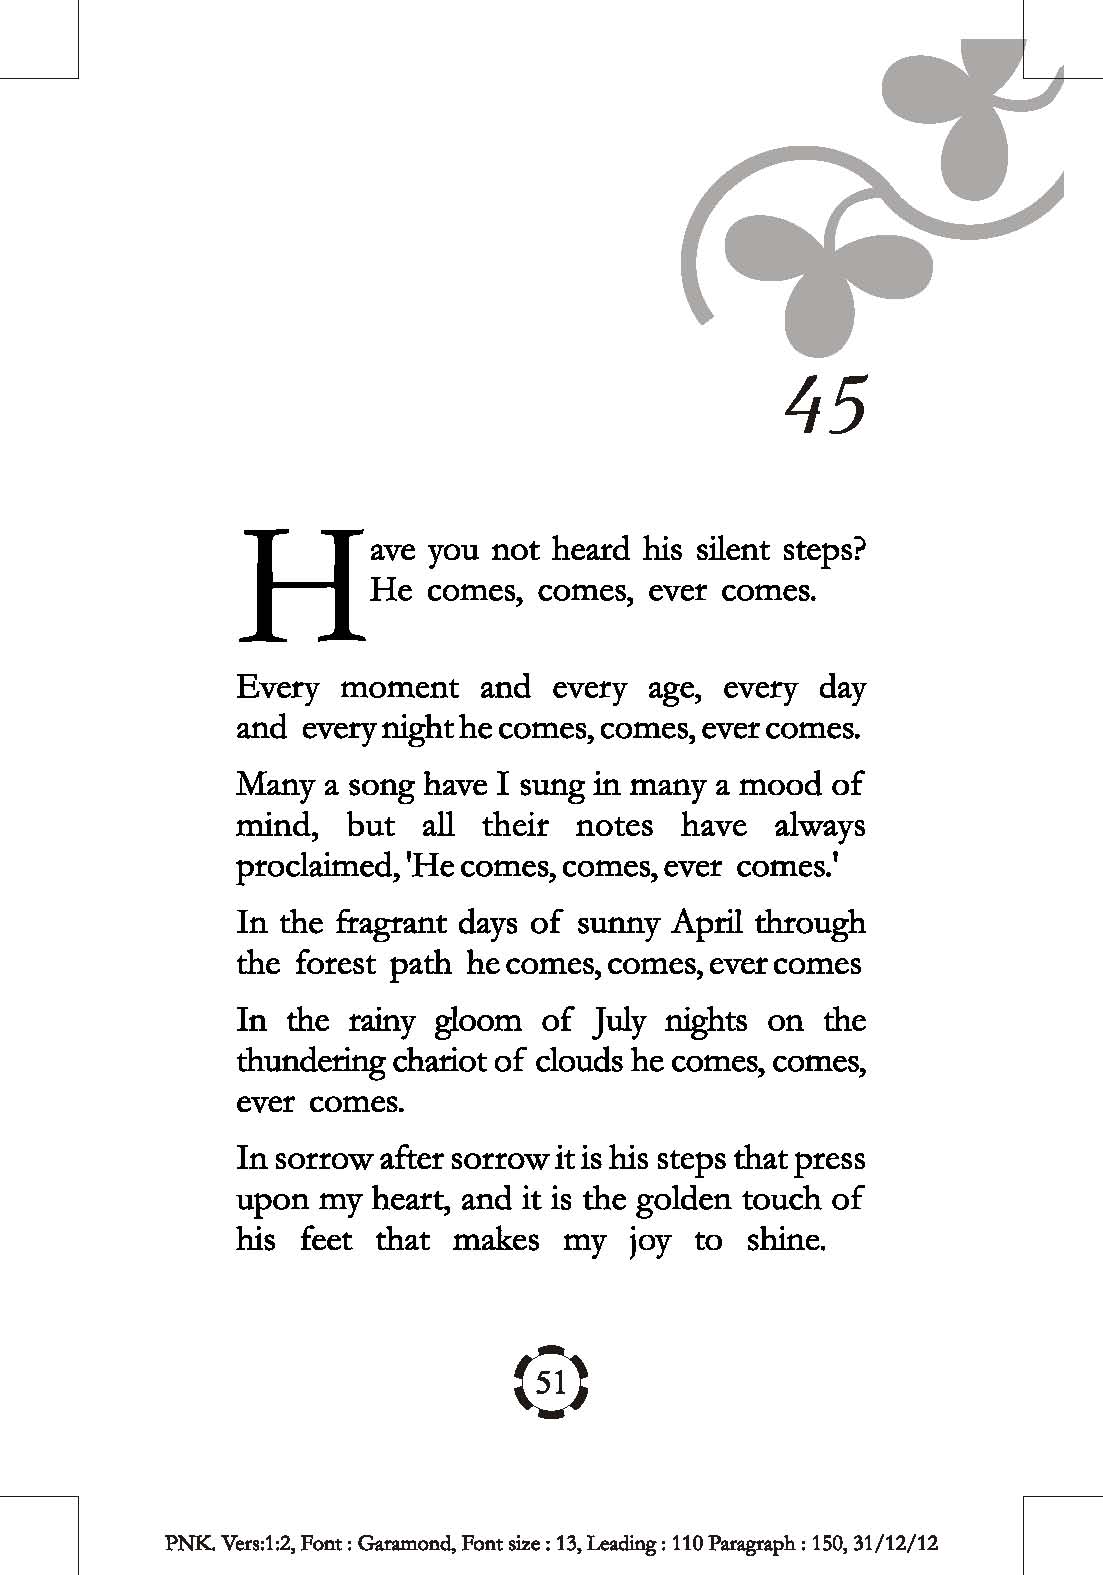 45
Have you not heard his silent steps?
He comes, comes, ever comes.
Every moment and every age, every day
and every night he comes, comes, ever comes.
Many a song have I sung in many a mood of
mind, but all their notes have always
proclaimed, 'He comes, comes, ever comes.'
In the fragrant days of sunny April through
the forest path he comes, comes, ever comes
In the rainy gloom of July nights on the
thundering chariot of clouds he comes, comes,
ever comes.
In sorrow after sorrow it is his steps that press
upon my heart, and it is the golden touch of
his feet that makes my joy to shine.
51
PNK. Vers:1:2, Font : Garamond, Font size : 13, Leading : 110 Paragraph : 150, 31/12/12